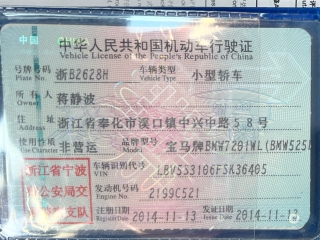 中华人民共和国机动车行驶证
Vehicle License of the People's Republic of China
号牌号码 浙B2628H 车辆类型 小型轿车
Plate No. Vehicle Type
所有人 蒋静波
Owner
住址 浙江省奉化市溪口镇中兴中路58号
Address
使用性质 非营运 品牌型号 宝马牌BMW7201WL(BMW525L
Use Character Model
浙江省宁波
市公安局交
支队
车辆识别代号 LBVSS3106FSK36405
VIN
发动机号码 2199C521
Engine No.
注册日期 2014-11-13 发证日期 2014-11-13
Register Date Issue Date